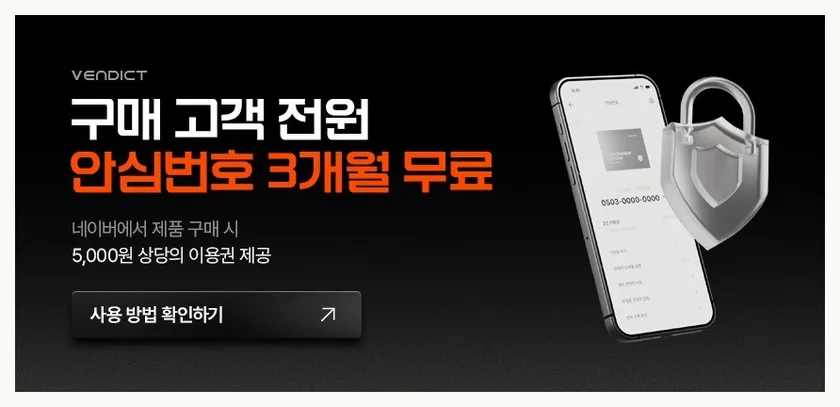 VENDICT
구매 고객 전원
안심번호 3개월 무료
네이버에서 제품 구매 시
5,000원 상당의 이용권 제공
사용 방법 확인하기
0503-0000-0000